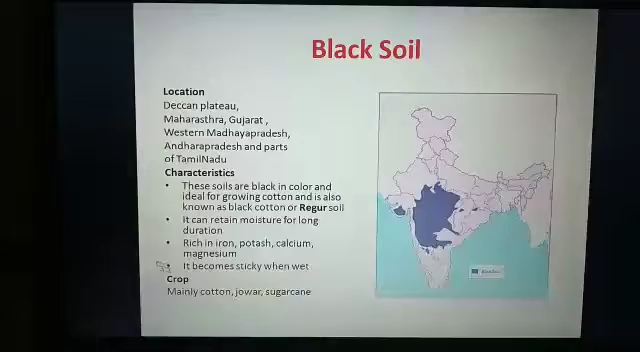 Black Soil
Location
Deccan plateau,
Maharasthra, Gujarat ,
Western Madhayapradesh,
Andharapradesh and parts
of TamilNadu
Characteristics
• These soils are black in color and
ideal for growing cotton and is also
known as black cotton or Regur soil
• It can retain moisture for long
duration
• Rich in iron, potash, calcium,
magnesium
• It becomes sticky when wet
Crop
Mainly cotton, jowar, sugarcane